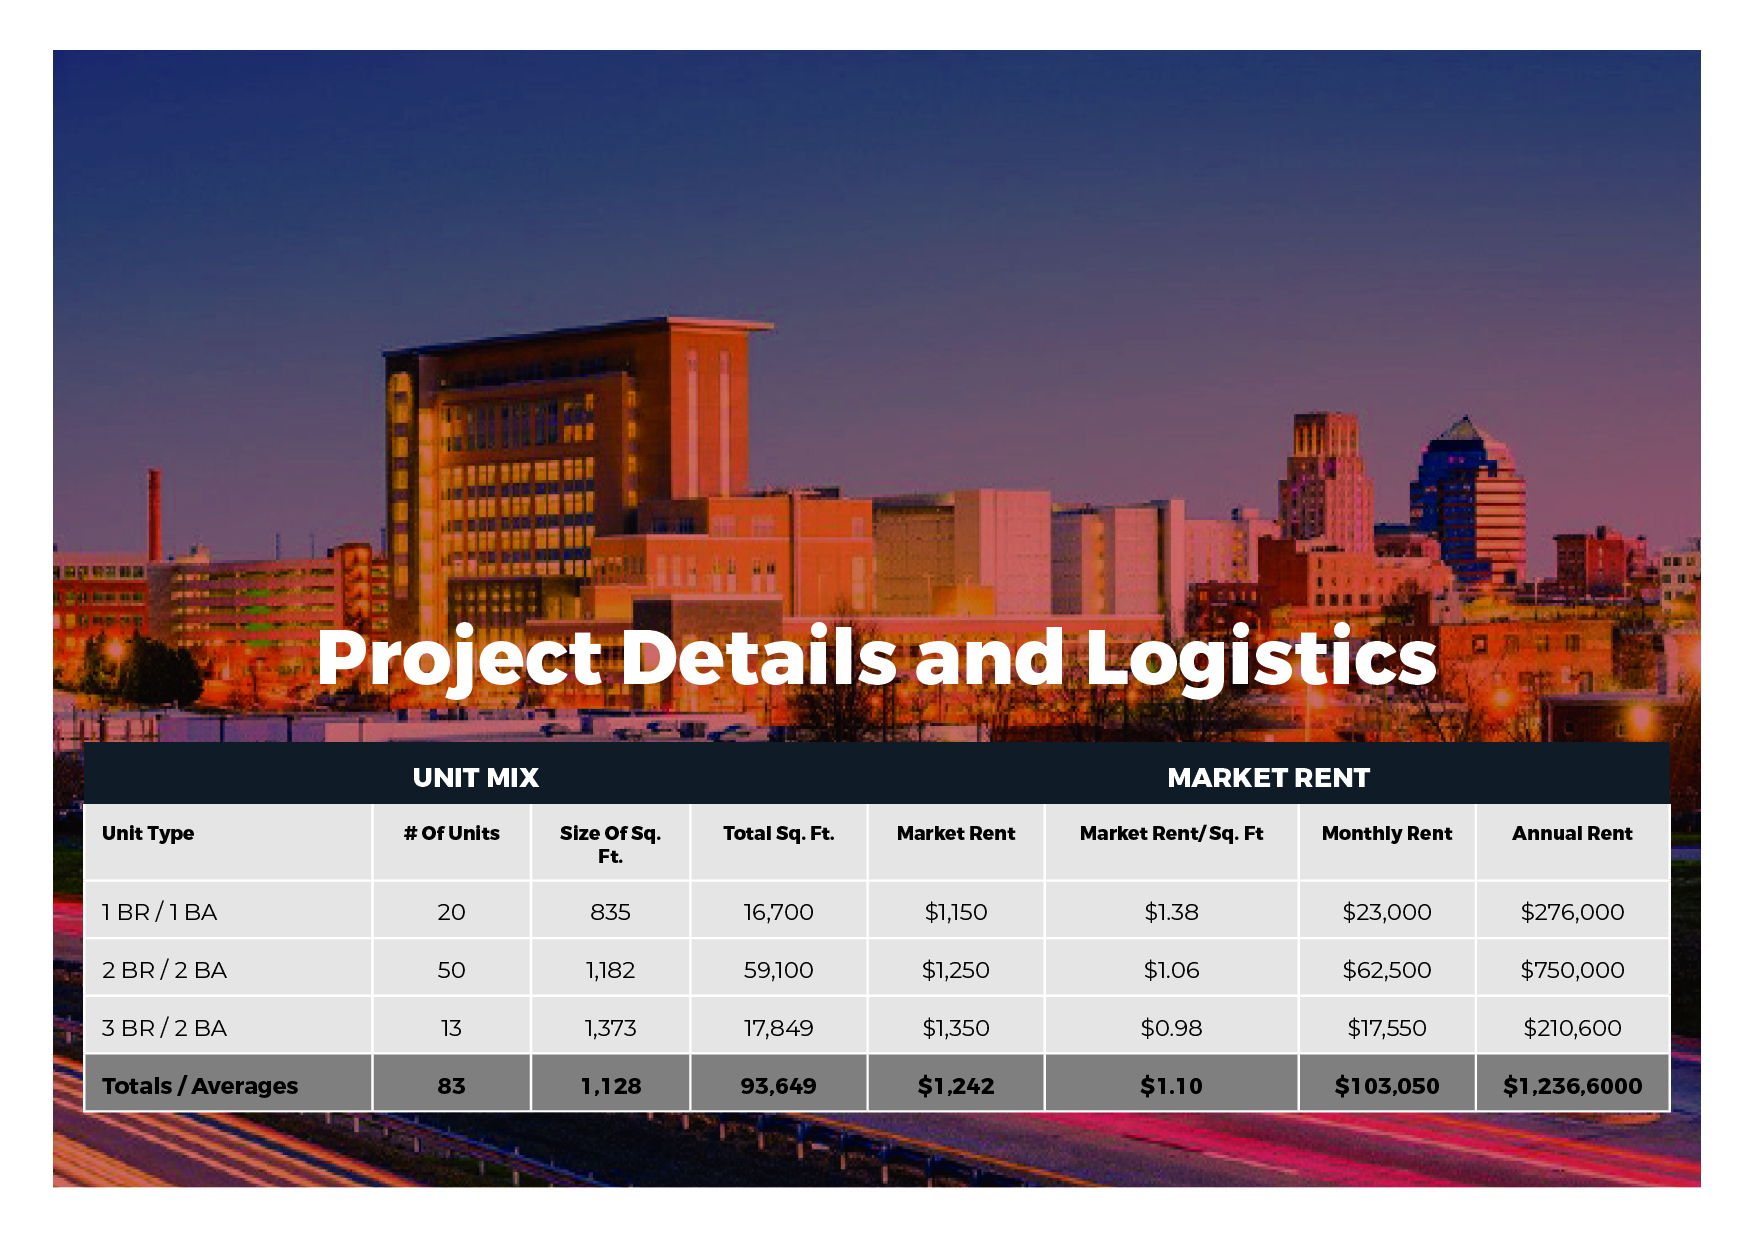 Project Details and Logistics
UNIT MIX MARKET RENT
Unit Type # Of Units Size Of Sq. Ft. Total Sq. Ft. Market Rent Market Rent/ Sq. Ft Monthly Rent Annual Rent
1 BR / 1 BA 20 835 16,700 $1,150 $1.38 $23,000 $276,000
2 BR / 2 BA 50 1,182 59,100 $1,250 $1.06 $62,500 $750,000
3 BR / 2 BA 13 1,373 17,849 $1,350 $0.98 $17,550 $210,600
Totals / Averages 83 1,128 93,649 $1,242 $1.10 $103,050 $1,236,6000